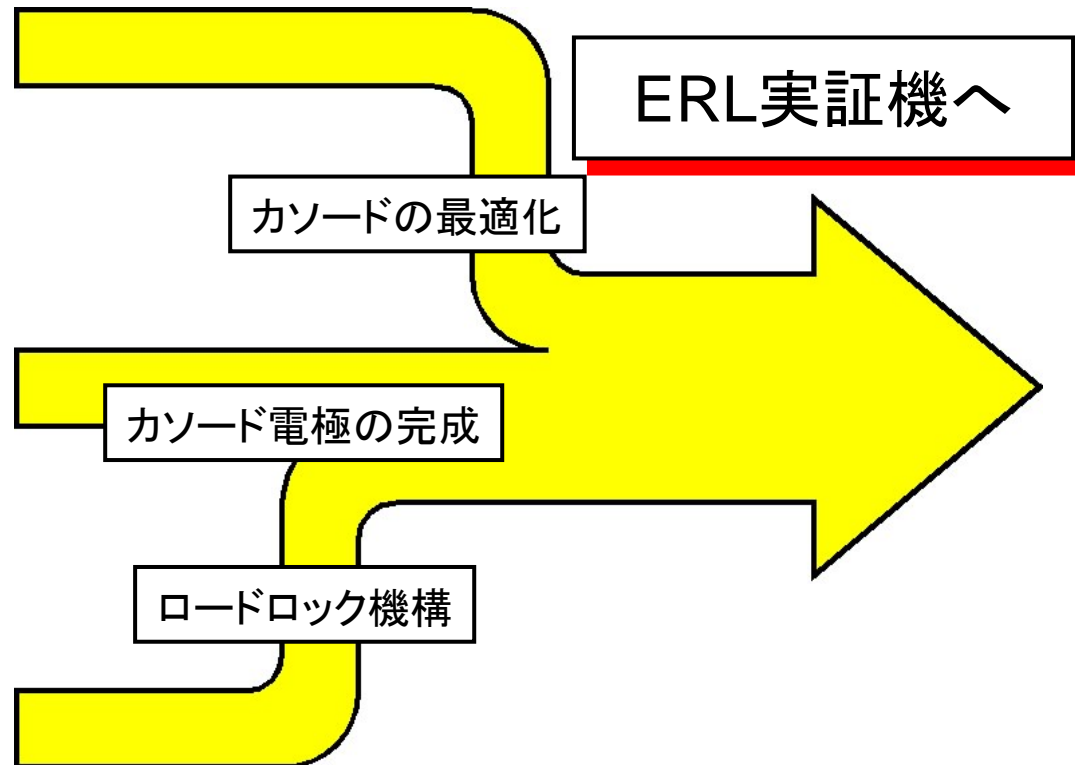 ERL実証機へ
カソードの最適化
カソード電極の完成
ロードロック機構